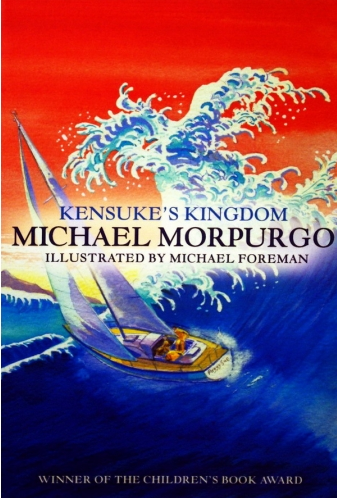 KENSUKE'S KINGDOM
MICHAEL MORPURGO
ILLUSTRATED BY MICHAEL FOREMAN
WINNER OF THE CHILDREN'S BOOK AWARD